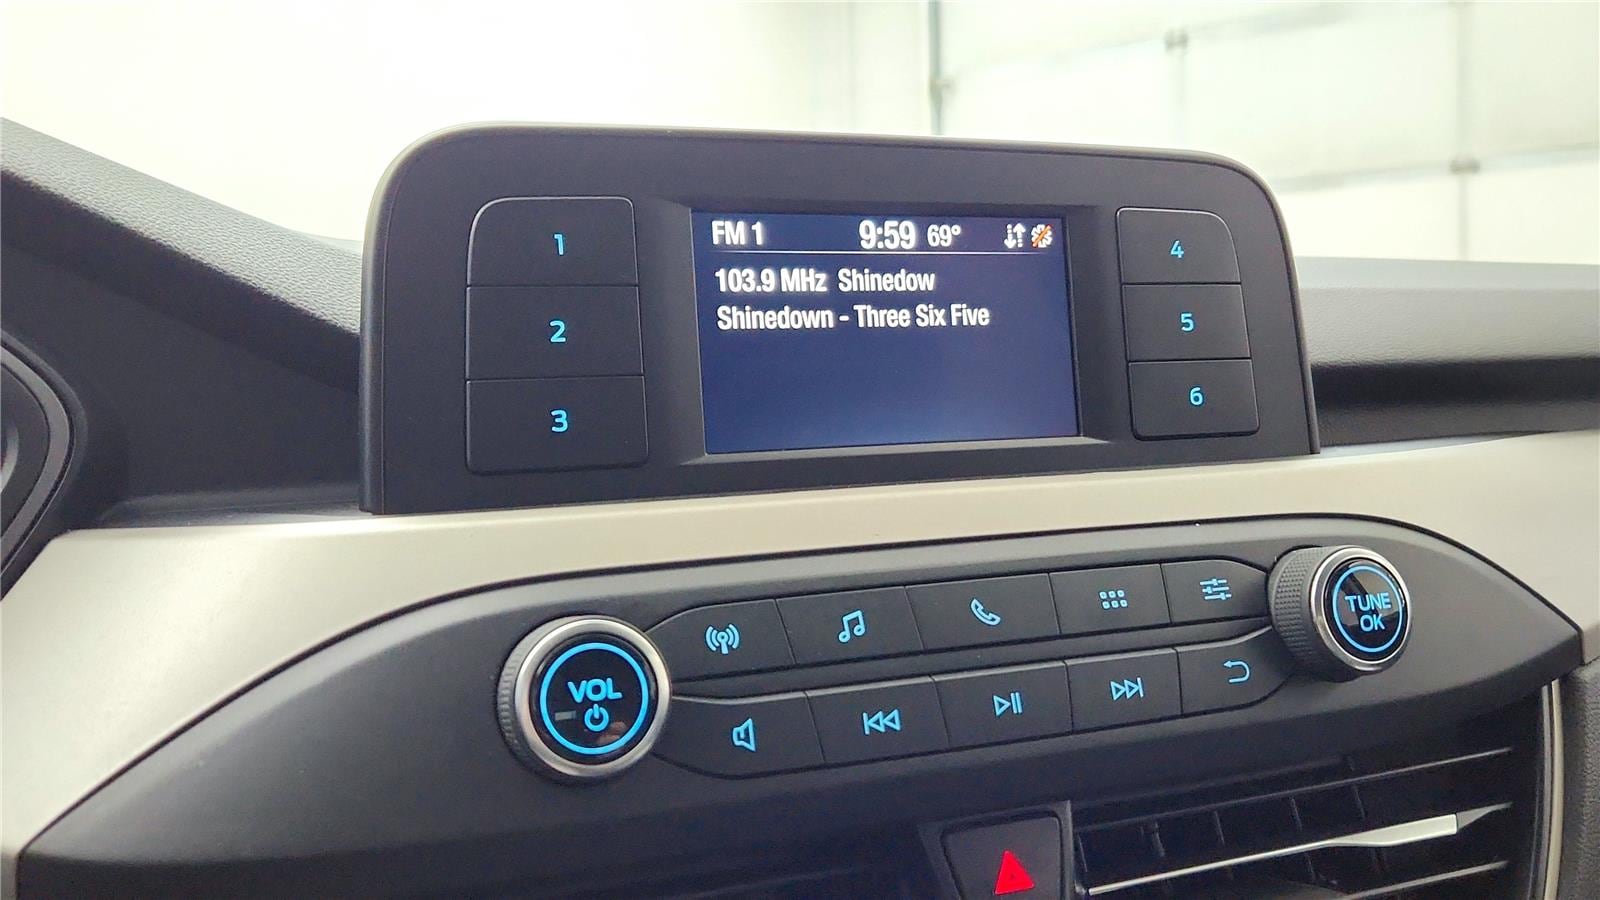 FM 1 9:59 69°
103.9 MHz Shinedow
Shinedown - Three Six Five
1
2
3
4
5
6
VOL
TUNE
OK